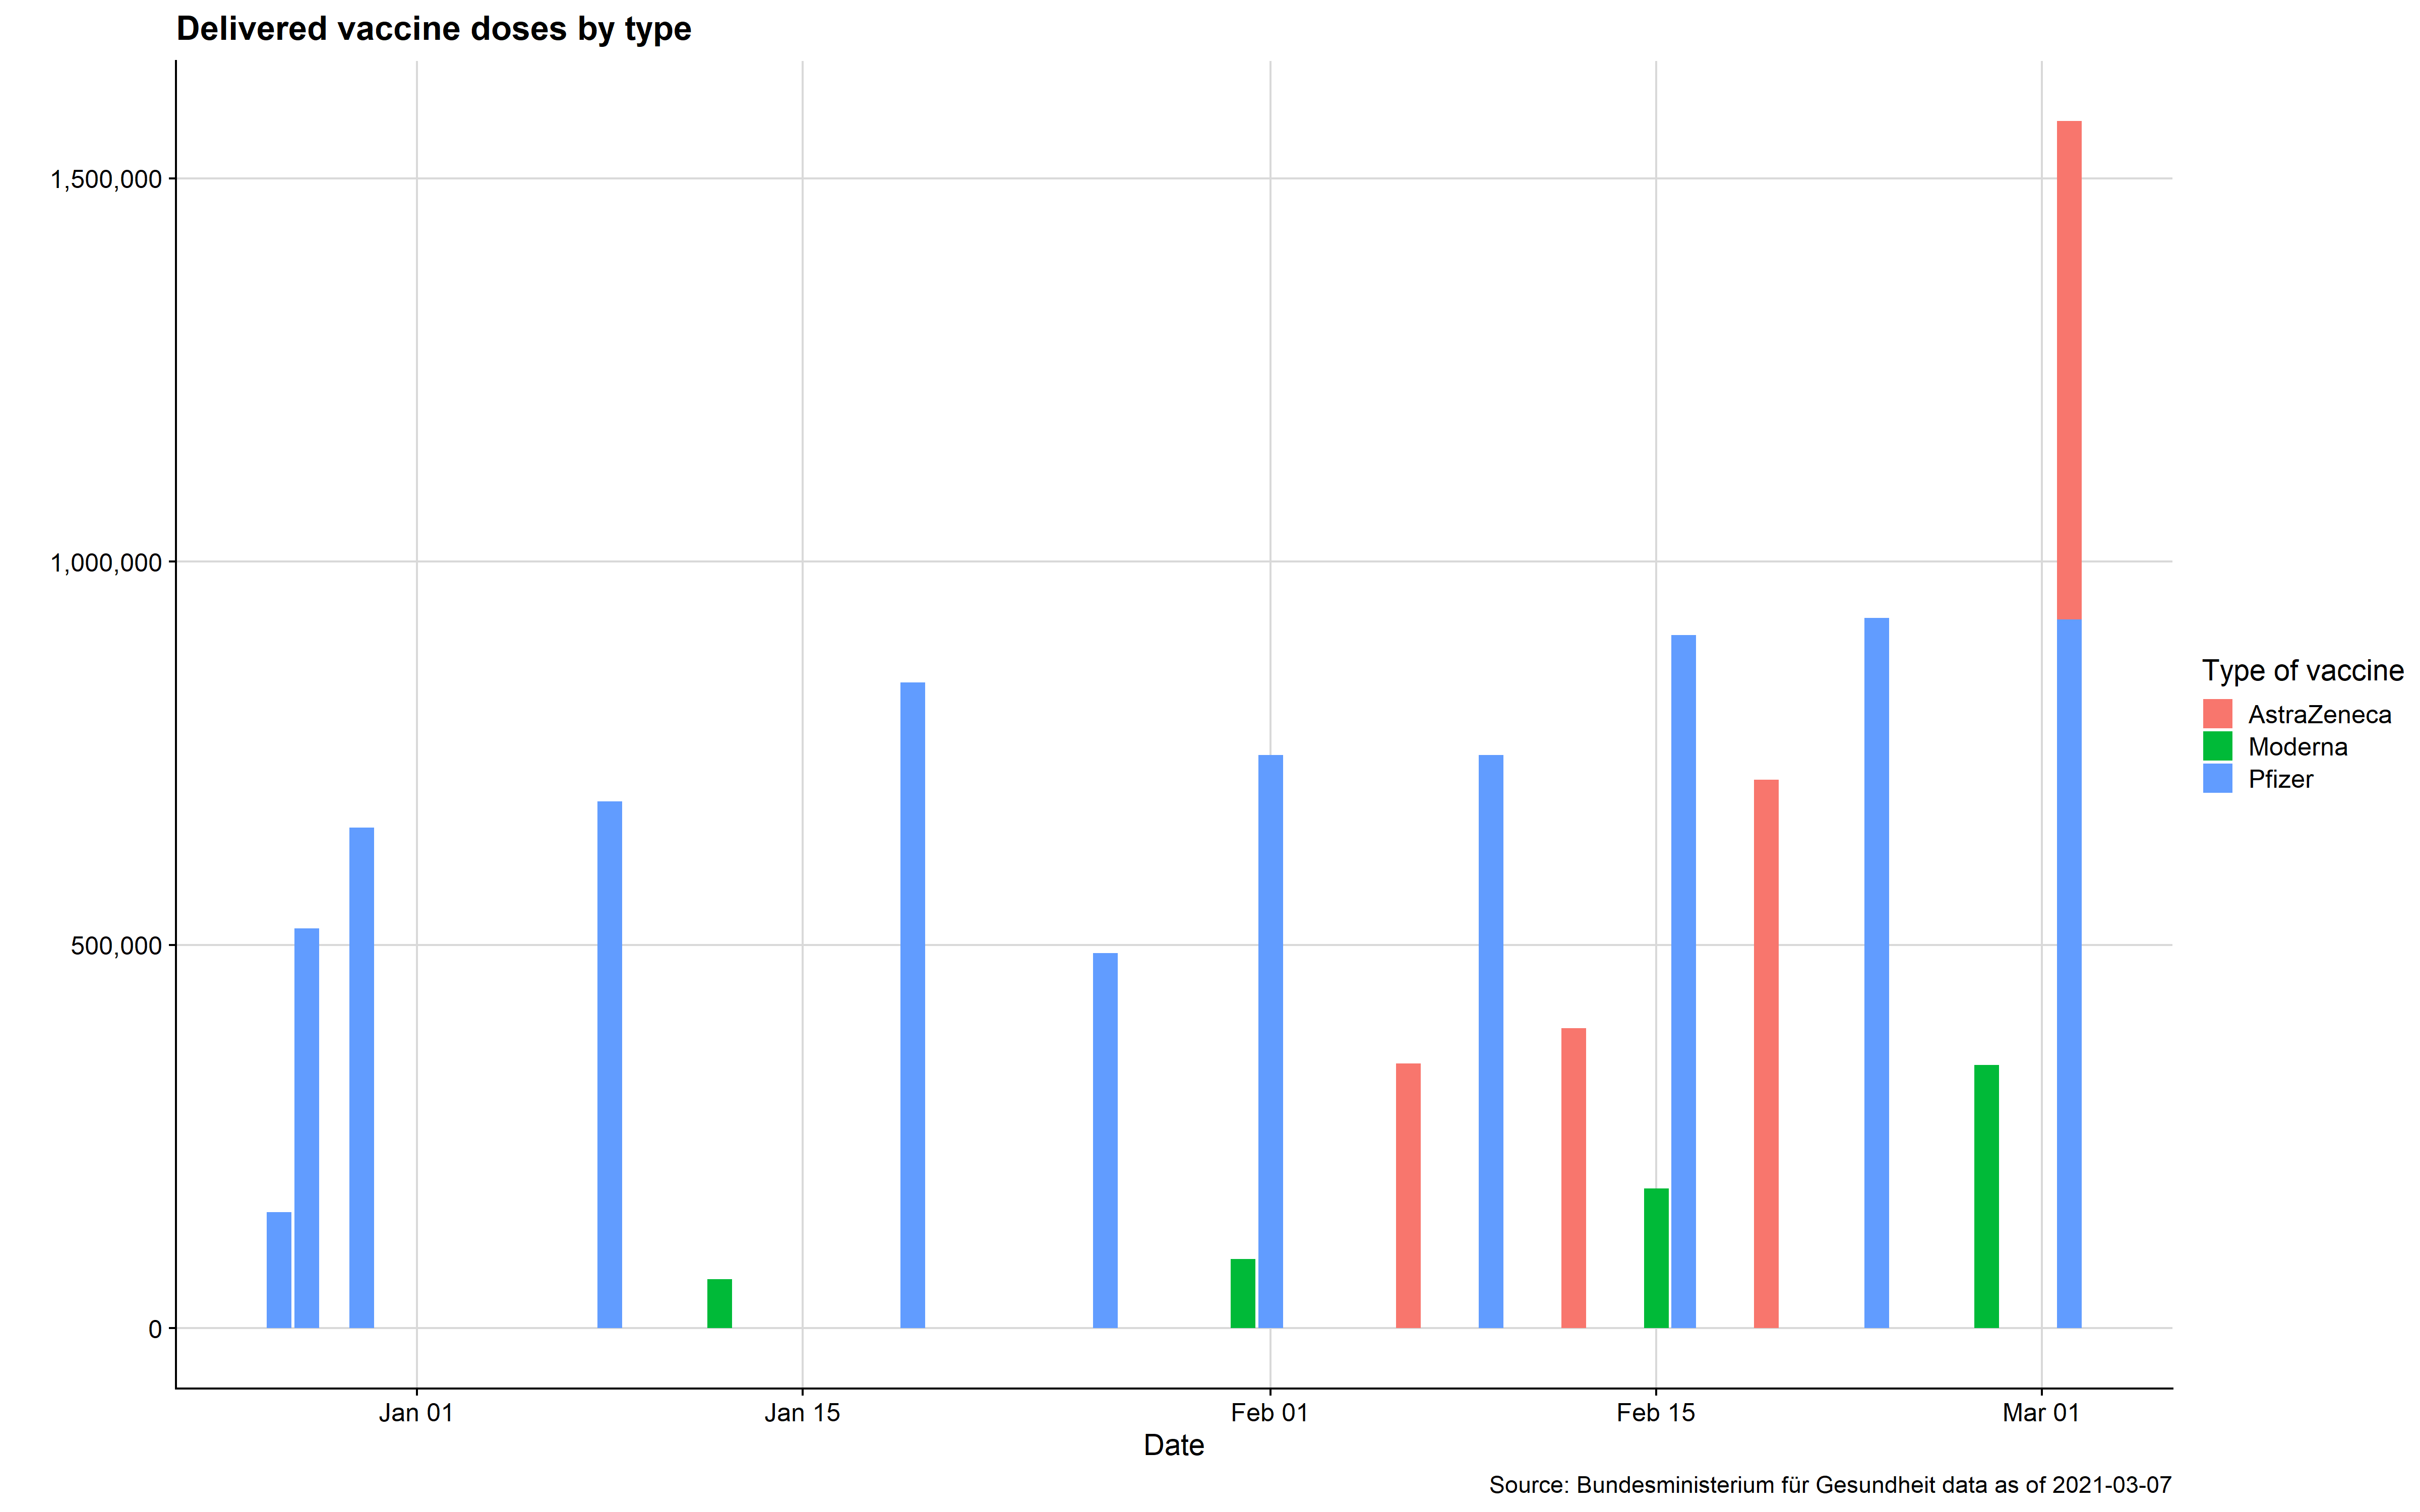 Delivered vaccine doses by type
1,500,000
1,000,000
500,000
0
Jan 01
Jan 15
Feb 01
Feb 15
Mar 01
Date
Type of vaccine
AstraZeneca
Moderna
Pfizer
Source: Bundesministerium für Gesundheit data as of 2021-03-07